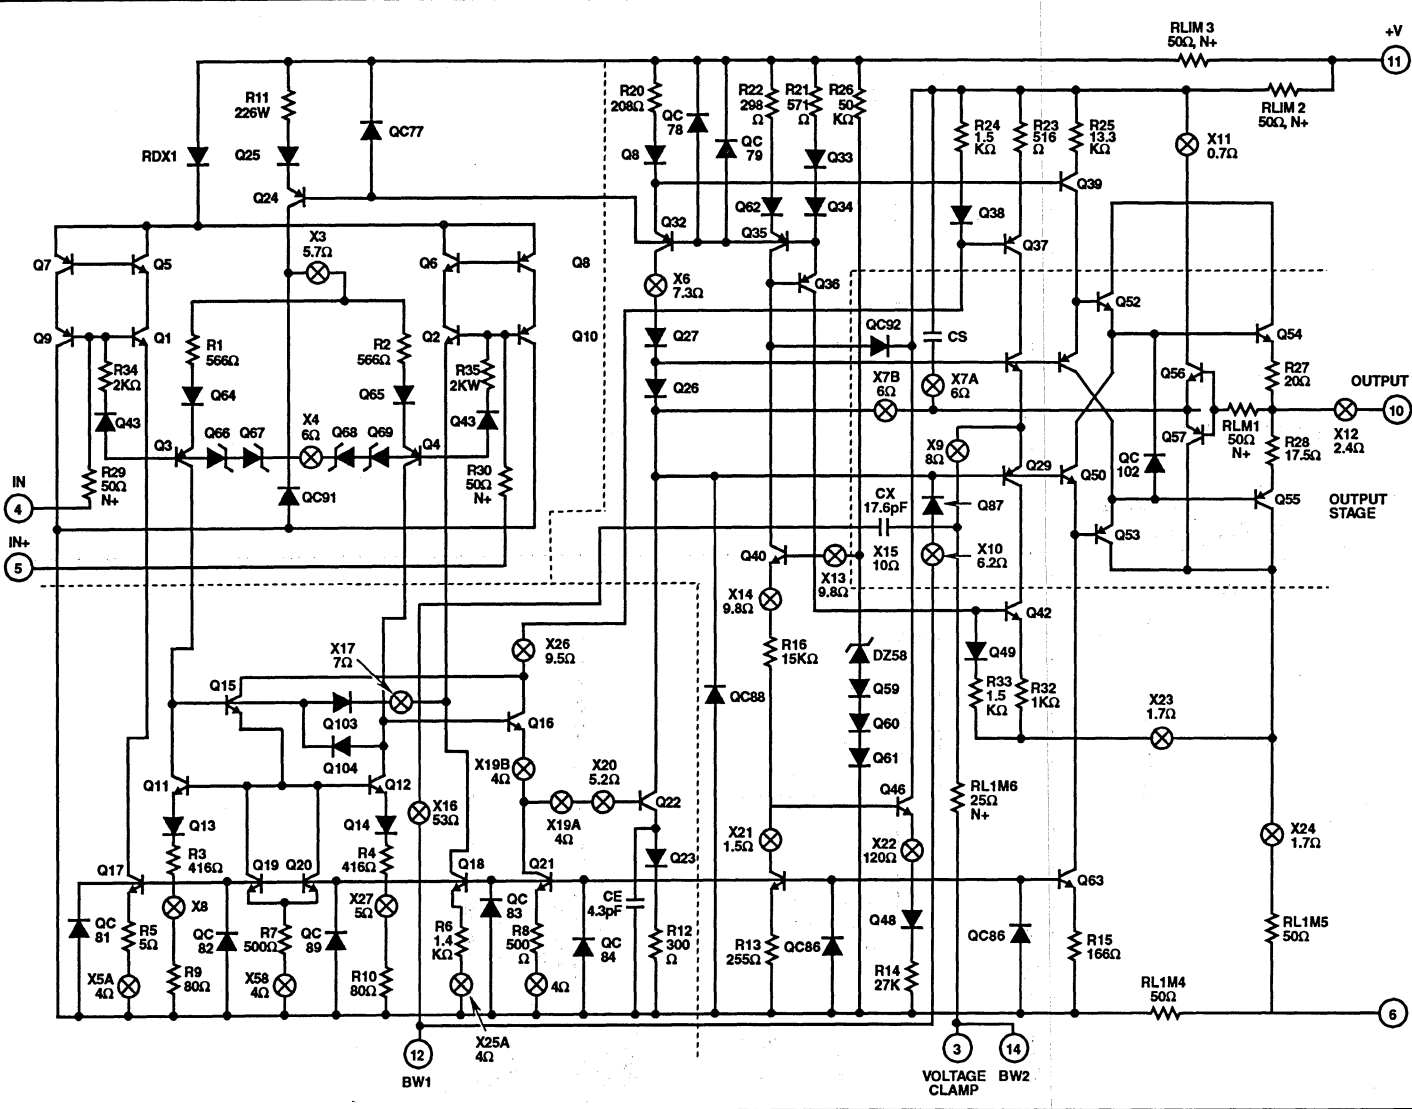 RLIM 3
50Ω, N+
+V
11
R11
226W
QC77
RDX1
Q25
Q24
R20
208Ω
QC
78
QC
79
Q8
R22
298
Ω
R21
571
Ω
R26
50
KΩ
Q33
Q62
Q34
Q32
Q35
Q36
RLIM 2
50Ω, N+
R24
1.5
KΩ
R23
516
Ω
R25
13.3
KΩ
X11
0.7Ω
Q39
Q38
Q37
X3
5.7Ω
Q7
Q5
Q6
Q8
X6
7.3Ω
Q9
Q1
R1
566Ω
R2
566Ω
Q2
Q10
Q27
QC92
CS
Q52
Q54
R34
2KΩ
Q64
Q65
R35
2KW
Q26
X7B
6Ω
X7A
6Ω
Q56
R27
20Ω
OUTPUT
10
Q43
Q3
Q66
Q67
X4
6Ω
Q68
Q69
Q4
Q43
Q57
RLM1
50Ω
N+
X12
2.4Ω
X9
8Ω
Q29
Q50
QC
102
R28
17.5Ω
IN
4
R29
50Ω
N+
QC91
R30
50Ω
N+
CX
17.6pF
Q87
Q55
OUTPUT
STAGE
IN+
5
Q40
X13
9.8Ω
X15
10Ω
X10
6.2Ω
Q53
X14
9.8Ω
Q42
X17
7Ω
X26
9.5Ω
R16
15KΩ
DZ58
Q49
Q15
Q103
Q104
Q16
QC88
Q59
Q60
Q61
R33
1.5
KΩ
R32
1KΩ
X23
1.7Ω
Q11
Q12
X19B
4Ω
X20
5.2Ω
X19A
4Ω
Q22
Q46
RL1M6
25Ω
N+
Q13
Q14
X16
53Ω
X21
1.5Ω
X22
120Ω
X24
1.7Ω
Q17
R3
416Ω
Q19
Q20
R4
416Ω
Q18
Q21
Q23
Q63
QC
81
R5
5Ω
X8
QC
82
R7
500Ω
QC
89
X27
5Ω
R6
1.4
KΩ
QC
83
R8
500
Ω
CE
4.3pF
QC
84
R12
300
Ω
R13
255Ω
QC86
Q48
QC86
R15
166Ω
RL1M5
50Ω
X5A
4Ω
R9
80Ω
X58
4Ω
R10
80Ω
4Ω
R14
27K
RL1M4
50Ω
6
X25A
4Ω
12
BW1
3
VOLTAGE
CLAMP
14
BW2